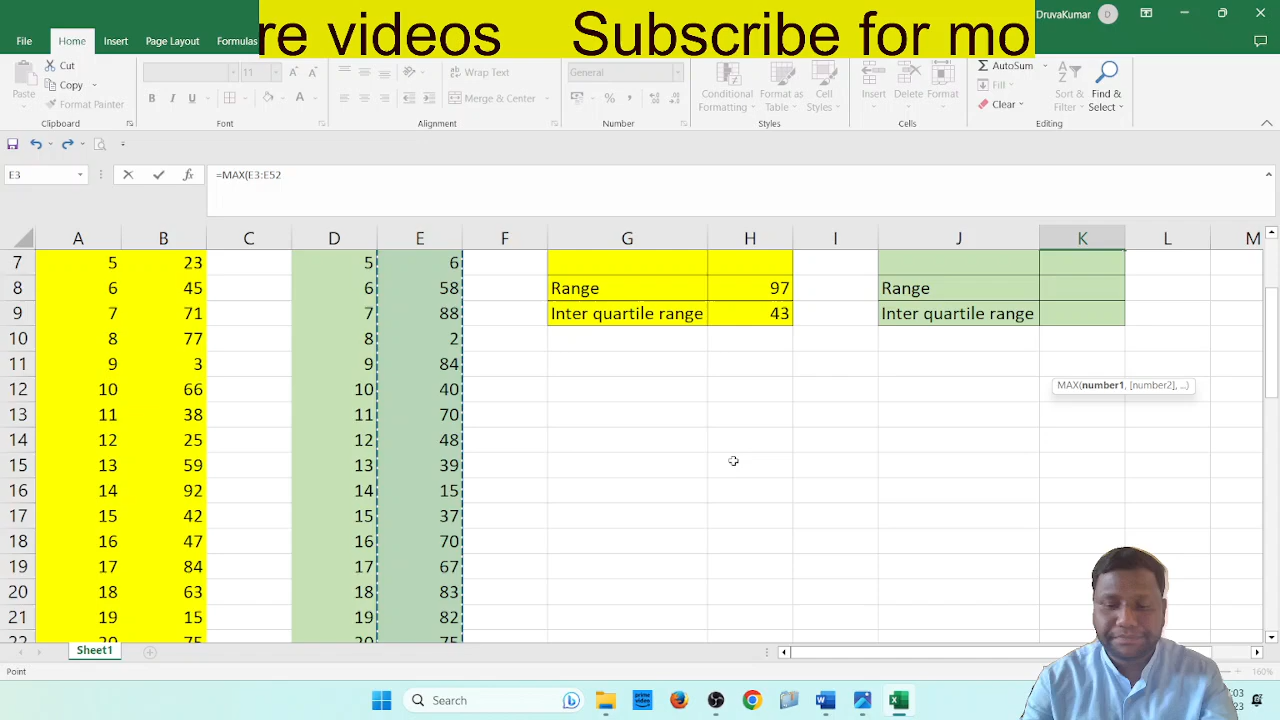 re videos Subscribe for mo
DruvaKumar D
File Home Insert Page Layout Formulas
Cut
Copy
Format Painter
Paste
Clipboard
B I U
Font
Wrap Text
Merge & Center
Alignment
General
%
Number
Conditional Formatting
Format as Table
Cell Styles
Styles
Insert Delete Format
Cells
AutoSum
Fill
Clear
Sort & Filter
Find & Select
Editing
E3 fx =MAX(E3:E52
A B C D E F G H I J K L M
7 5 23 5 6
8 6 45 6 58 Range 97 Range
9 7 71 7 88 Inter quartile range 43 Inter quartile range
10 8 77 8 2
11 9 3 9 84
MAX(number1, [number2], ...)
12 10 66 10 40
13 11 38 11 70
14 12 25 12 48
15 13 59 13 39
16 14 92 14 15
17 15 42 15 37
18 16 47 16 70
19 17 84 17 67
20 18 63 18 83
21 19 15 19 82
22 20 75 20 75
Sheet1
Point 160%
Search